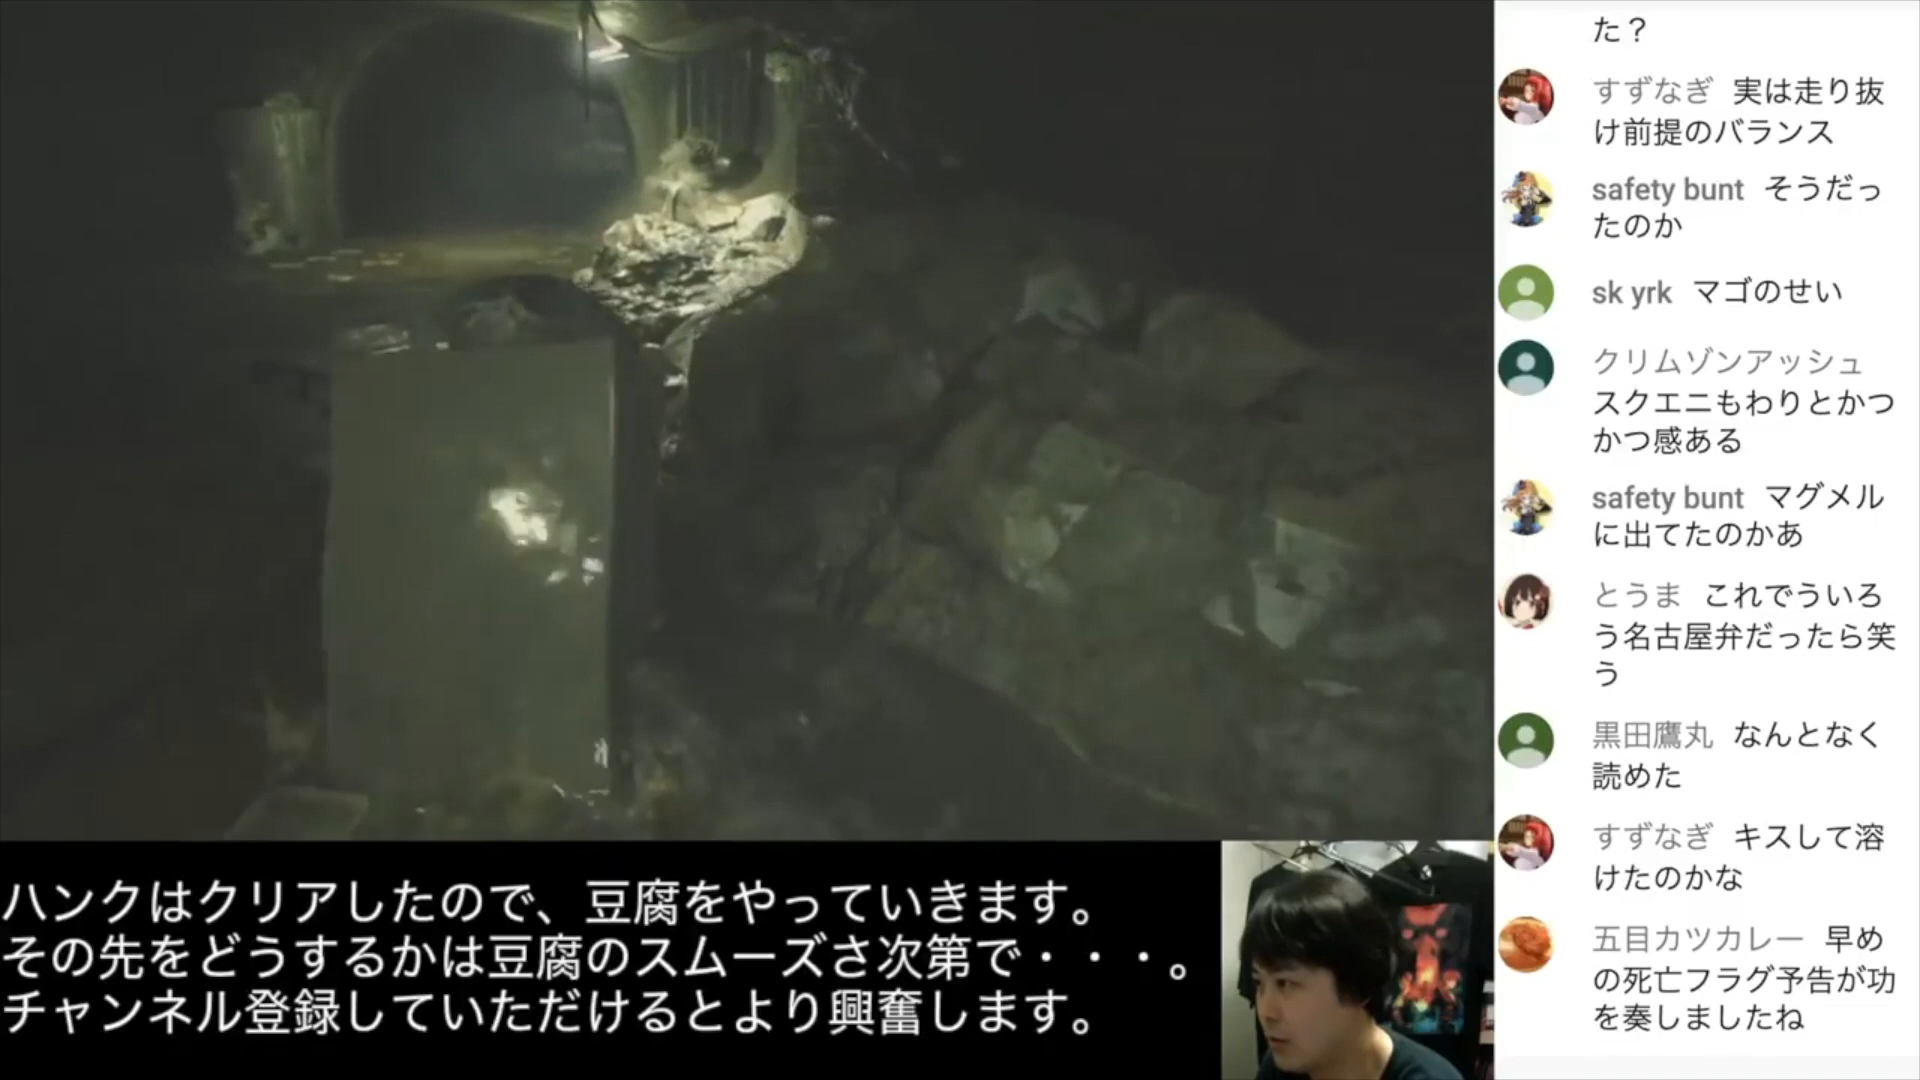 た？
すずなぎ 実は走り抜
け前提のバランス
safety bunt そうだっ
たのか
sk yrk マゴのせい
クリムゾンアッシュ
スクエニもわりとかつ
かつ感ある
safety bunt マグメル
に出てたのかあ
とうま これでういろ
う名古屋弁だったら笑
う
黒田鷹丸 なんとなく
読めた
すずなぎ キスして溶
けたのかな
五目カツカレー 早め
の死亡フラグ予告が功
を奏しましたね
ハンクはクリアしたので、豆腐をやっていきます。
その先をどうするかは豆腐のスムーズさ次第で・・・。
チャンネル登録していただけるとより興奮します。